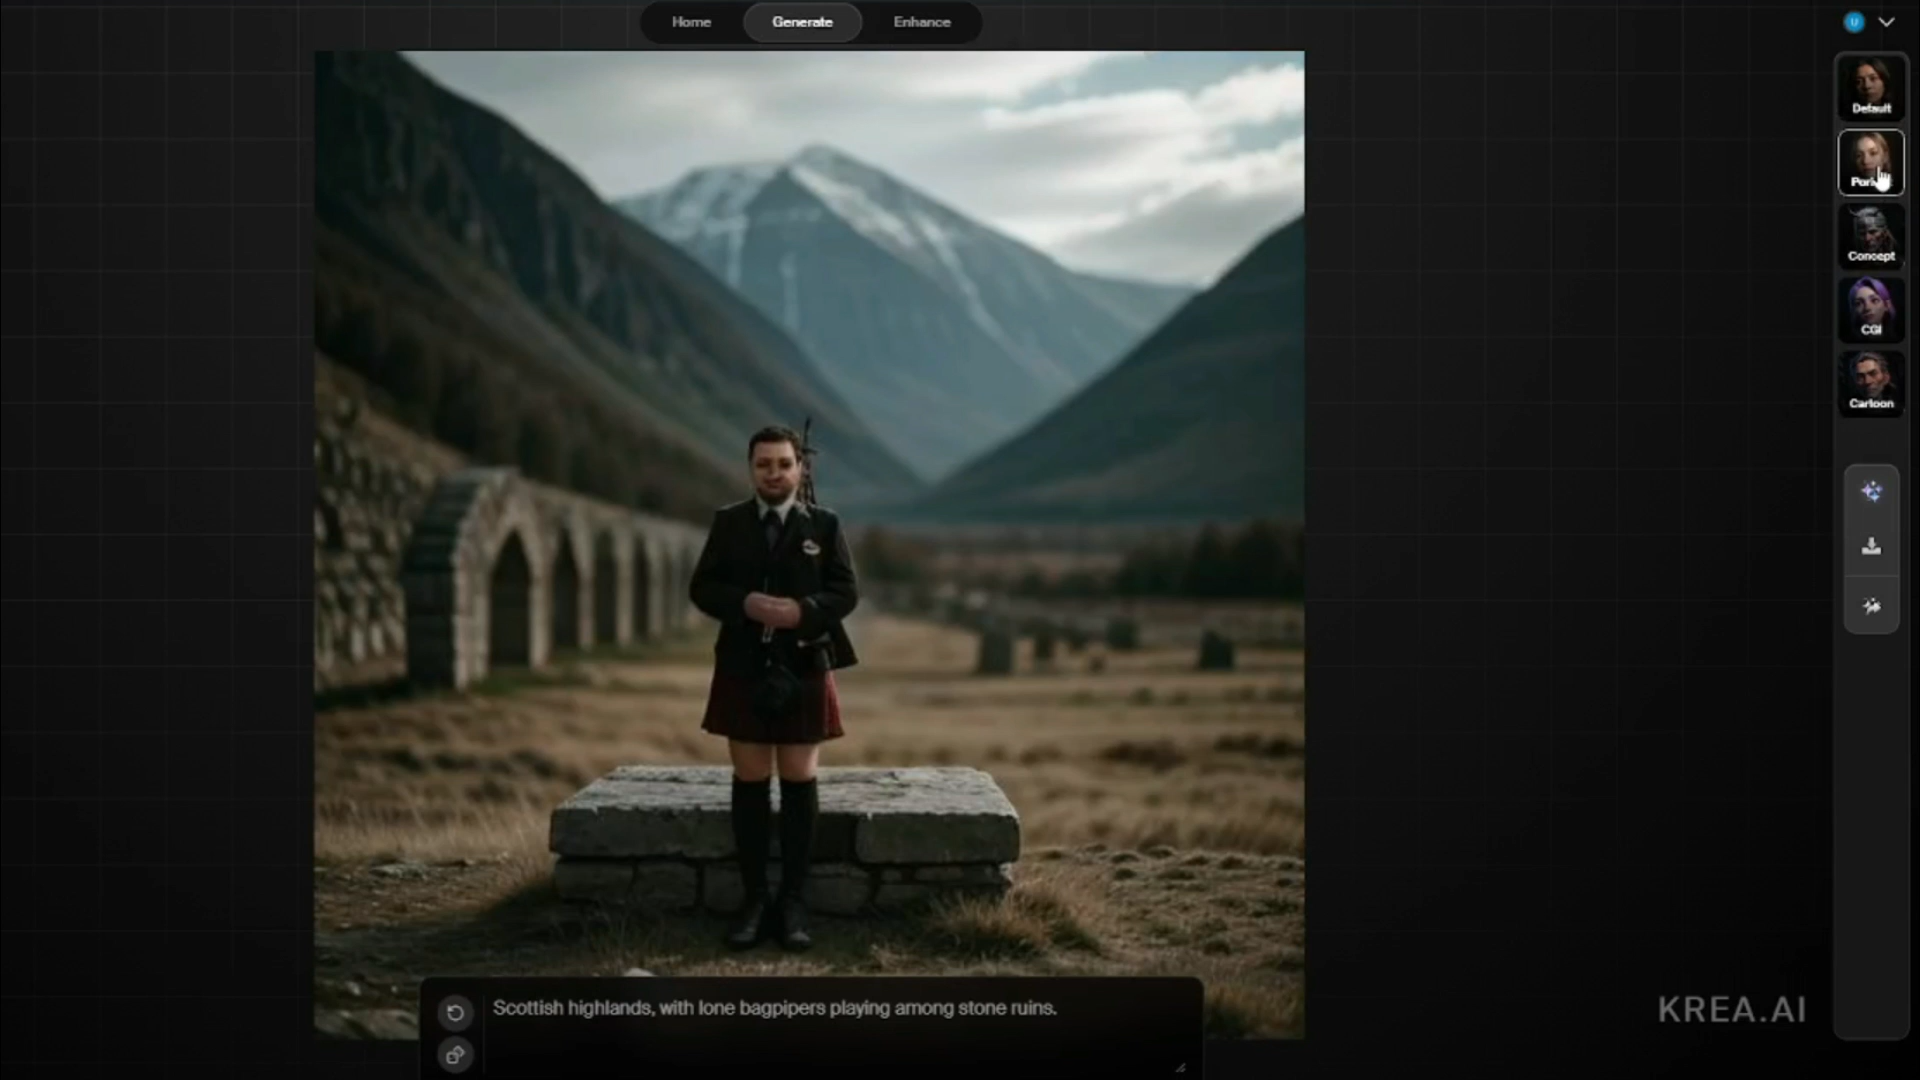 Home
Generate
Enhance
U
Default
Concept
CGI
Cartoon
Scottish highlands, with lone bagpipers playing among stone ruins.
KREA.AI